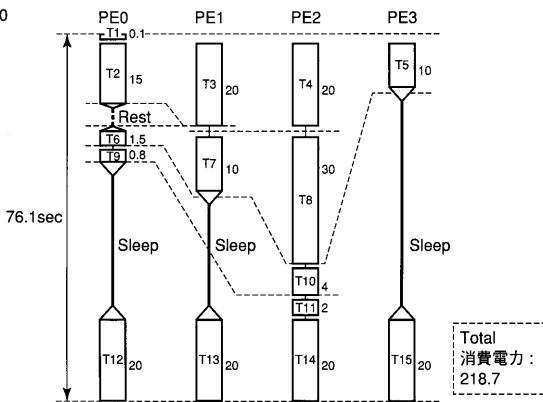 0
PE0 PE1 PE2 PE3
T1 0.1
T2 15
T3 20
T4 20
T5 10
Rest
T6 1.5
T9 0.8
T7 10
T8 30
76.1sec
Sleep Sleep Sleep
T10 4
T11 2
T12 20
T13 20
T14 20
T15 20
Total
消費電力：
218.7